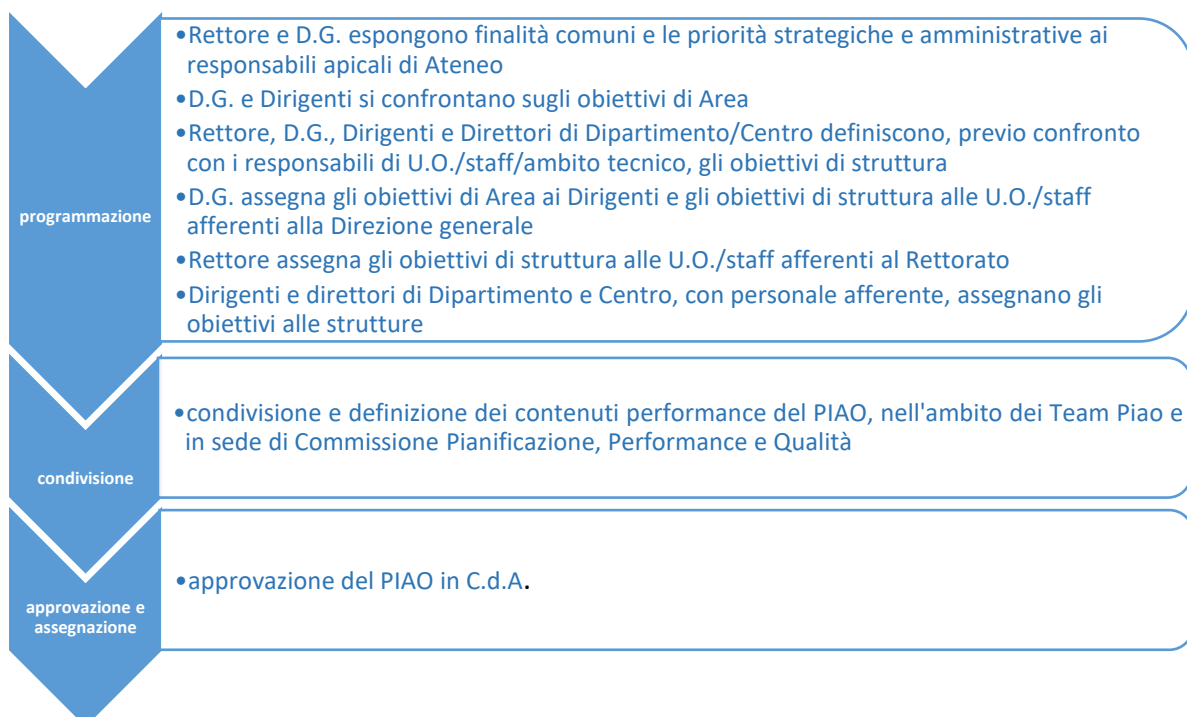 programmazione
•Rettore e D.G. espongono finalità comuni e le priorità strategiche e amministrative ai
responsabili apicali di Ateneo
•D.G. e Dirigenti si confrontano sugli obiettivi di Area
•Rettore, D.G., Dirigenti e Direttori di Dipartimento/Centro definiscono, previo confronto
con i responsabili di U.O./staff/ambito tecnico, gli obiettivi di struttura
•D.G. assegna gli obiettivi di Area ai Dirigenti e gli obiettivi di struttura alle U.O./staff
afferenti alla Direzione generale
•Rettore assegna gli obiettivi di struttura alle U.O./staff afferenti al Rettorato
•Dirigenti e direttori di Dipartimento e Centro, con personale afferente, assegnano gli
obiettivi alle strutture
condivisione
•condivisione e definizione dei contenuti performance del PIAO, nell'ambito dei Team Piao e
in sede di Commissione Pianificazione, Performance e Qualità
approvazione e
assegnazione
•approvazione del PIAO in C.d.A.